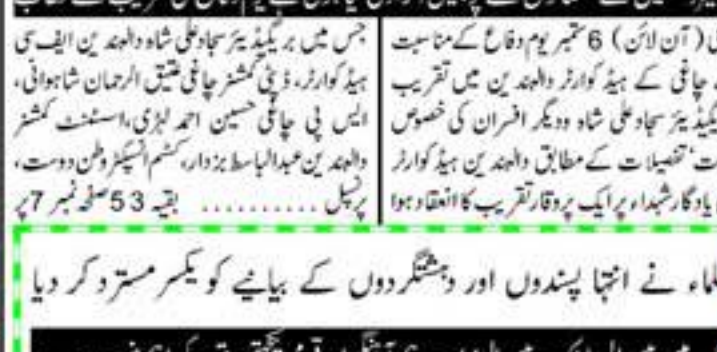 ی (آن لائن) 6 ستمبر یوم دفاع کے مناسبت
چاغی کے ہیڈ کوارٹر دالبندین میں تقریب
یگیڈیئر سجاد علی شاہ ودیگر افسران کی خصوص
ت، تفصیلات کے مطابق دالبندین ہیڈ کوارٹر
یادگار شہداء پر ایک پروقار تقریب کا انعقاد ہوا
جس میں بریگیڈیئر سجاد علی شاہ دالبندین ایف سی
ہیڈ کوارٹر، ڈپٹی کمشنر چاغی عتیق الرحمان شاہوانی،
ایس پی چاغی حسین احمد لہڑی، اسسٹنٹ کمشنر
دالبندین عبدالباسط بزدار، کسٹم انسپکٹر وطن دوست،
پرنسپل .......... بقیہ 53 صفحہ نمبر 7 پر
لماء نے انتہا پسندوں اور دہشتگردوں کے بیانیے کو یکسر مسترد کر دیا